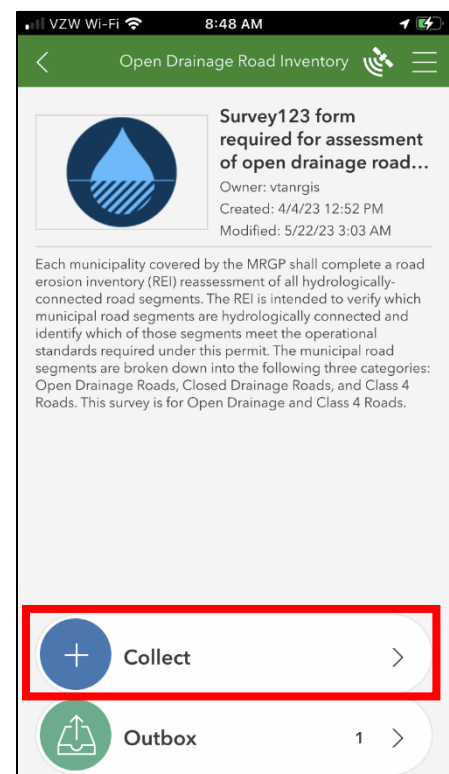 VZW Wi-Fi 8:48 AM
Open Drainage Road Inventory
Survey123 form
required for assessment
of open drainage road...
Owner: vtanrgis
Created: 4/4/23 12:52 PM
Modified: 5/22/23 3:03 AM
Each municipality covered by the MRGP shall complete a road
erosion inventory (REI) reassessment of all hydrologically-
connected road segments. The REI is intended to verify which
municipal road segments are hydrologically connected and
identify which of those segments meet the operational
standards required under this permit. The municipal road
segments are broken down into the following three categories:
Open Drainage Roads, Closed Drainage Roads, and Class 4
Roads. This survey is for Open Drainage and Class 4 Roads.
Collect
Outbox 1